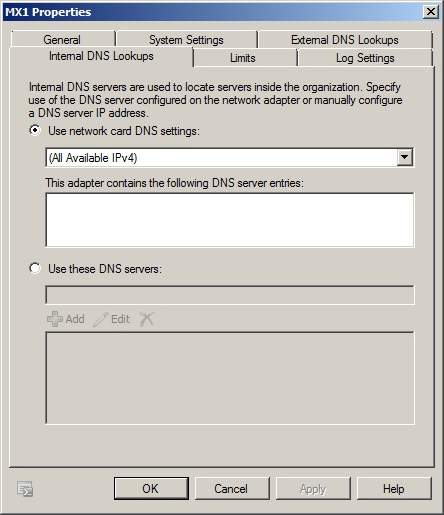 MX1 Properties
General
System Settings
External DNS Lookups
Internal DNS Lookups
Limits
Log Settings
Internal DNS servers are used to locate servers inside the organization. Specify
use of the DNS server configured on the network adapter or manually configure
a DNS server IP address.
Use network card DNS settings:
(All Available IPv4)
This adapter contains the following DNS server entries:
Use these DNS servers:
Add
Edit
OK
Cancel
Apply
Help